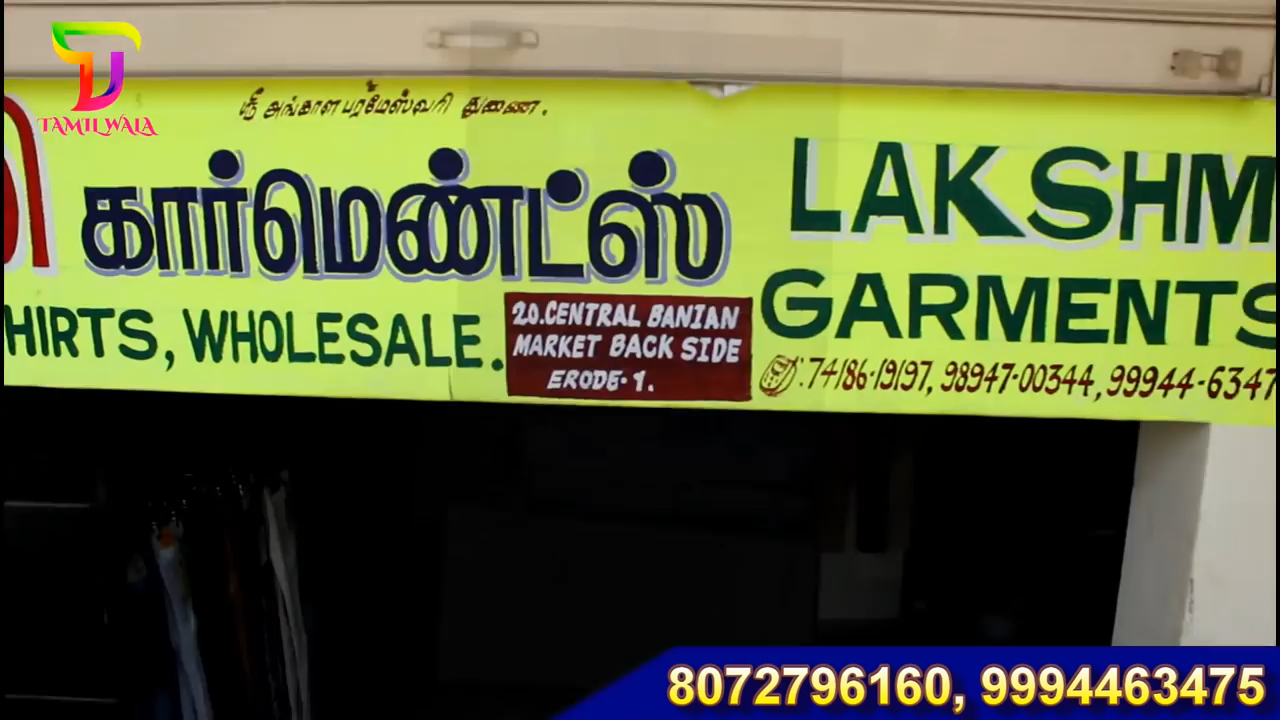 TAMILWALA
ஸ்ரீ அங்காள பரமேஸ்வரி துணை.
கார்மெண்ட்ஸ்
HIRTS, WHOLESALE.
20.CENTRAL BANIAN
MARKET BACK SIDE
ERODE-1.
LAKSHM
GARMENTS
74186-19197, 98947-00344, 99944-6347
8072796160, 9994463475